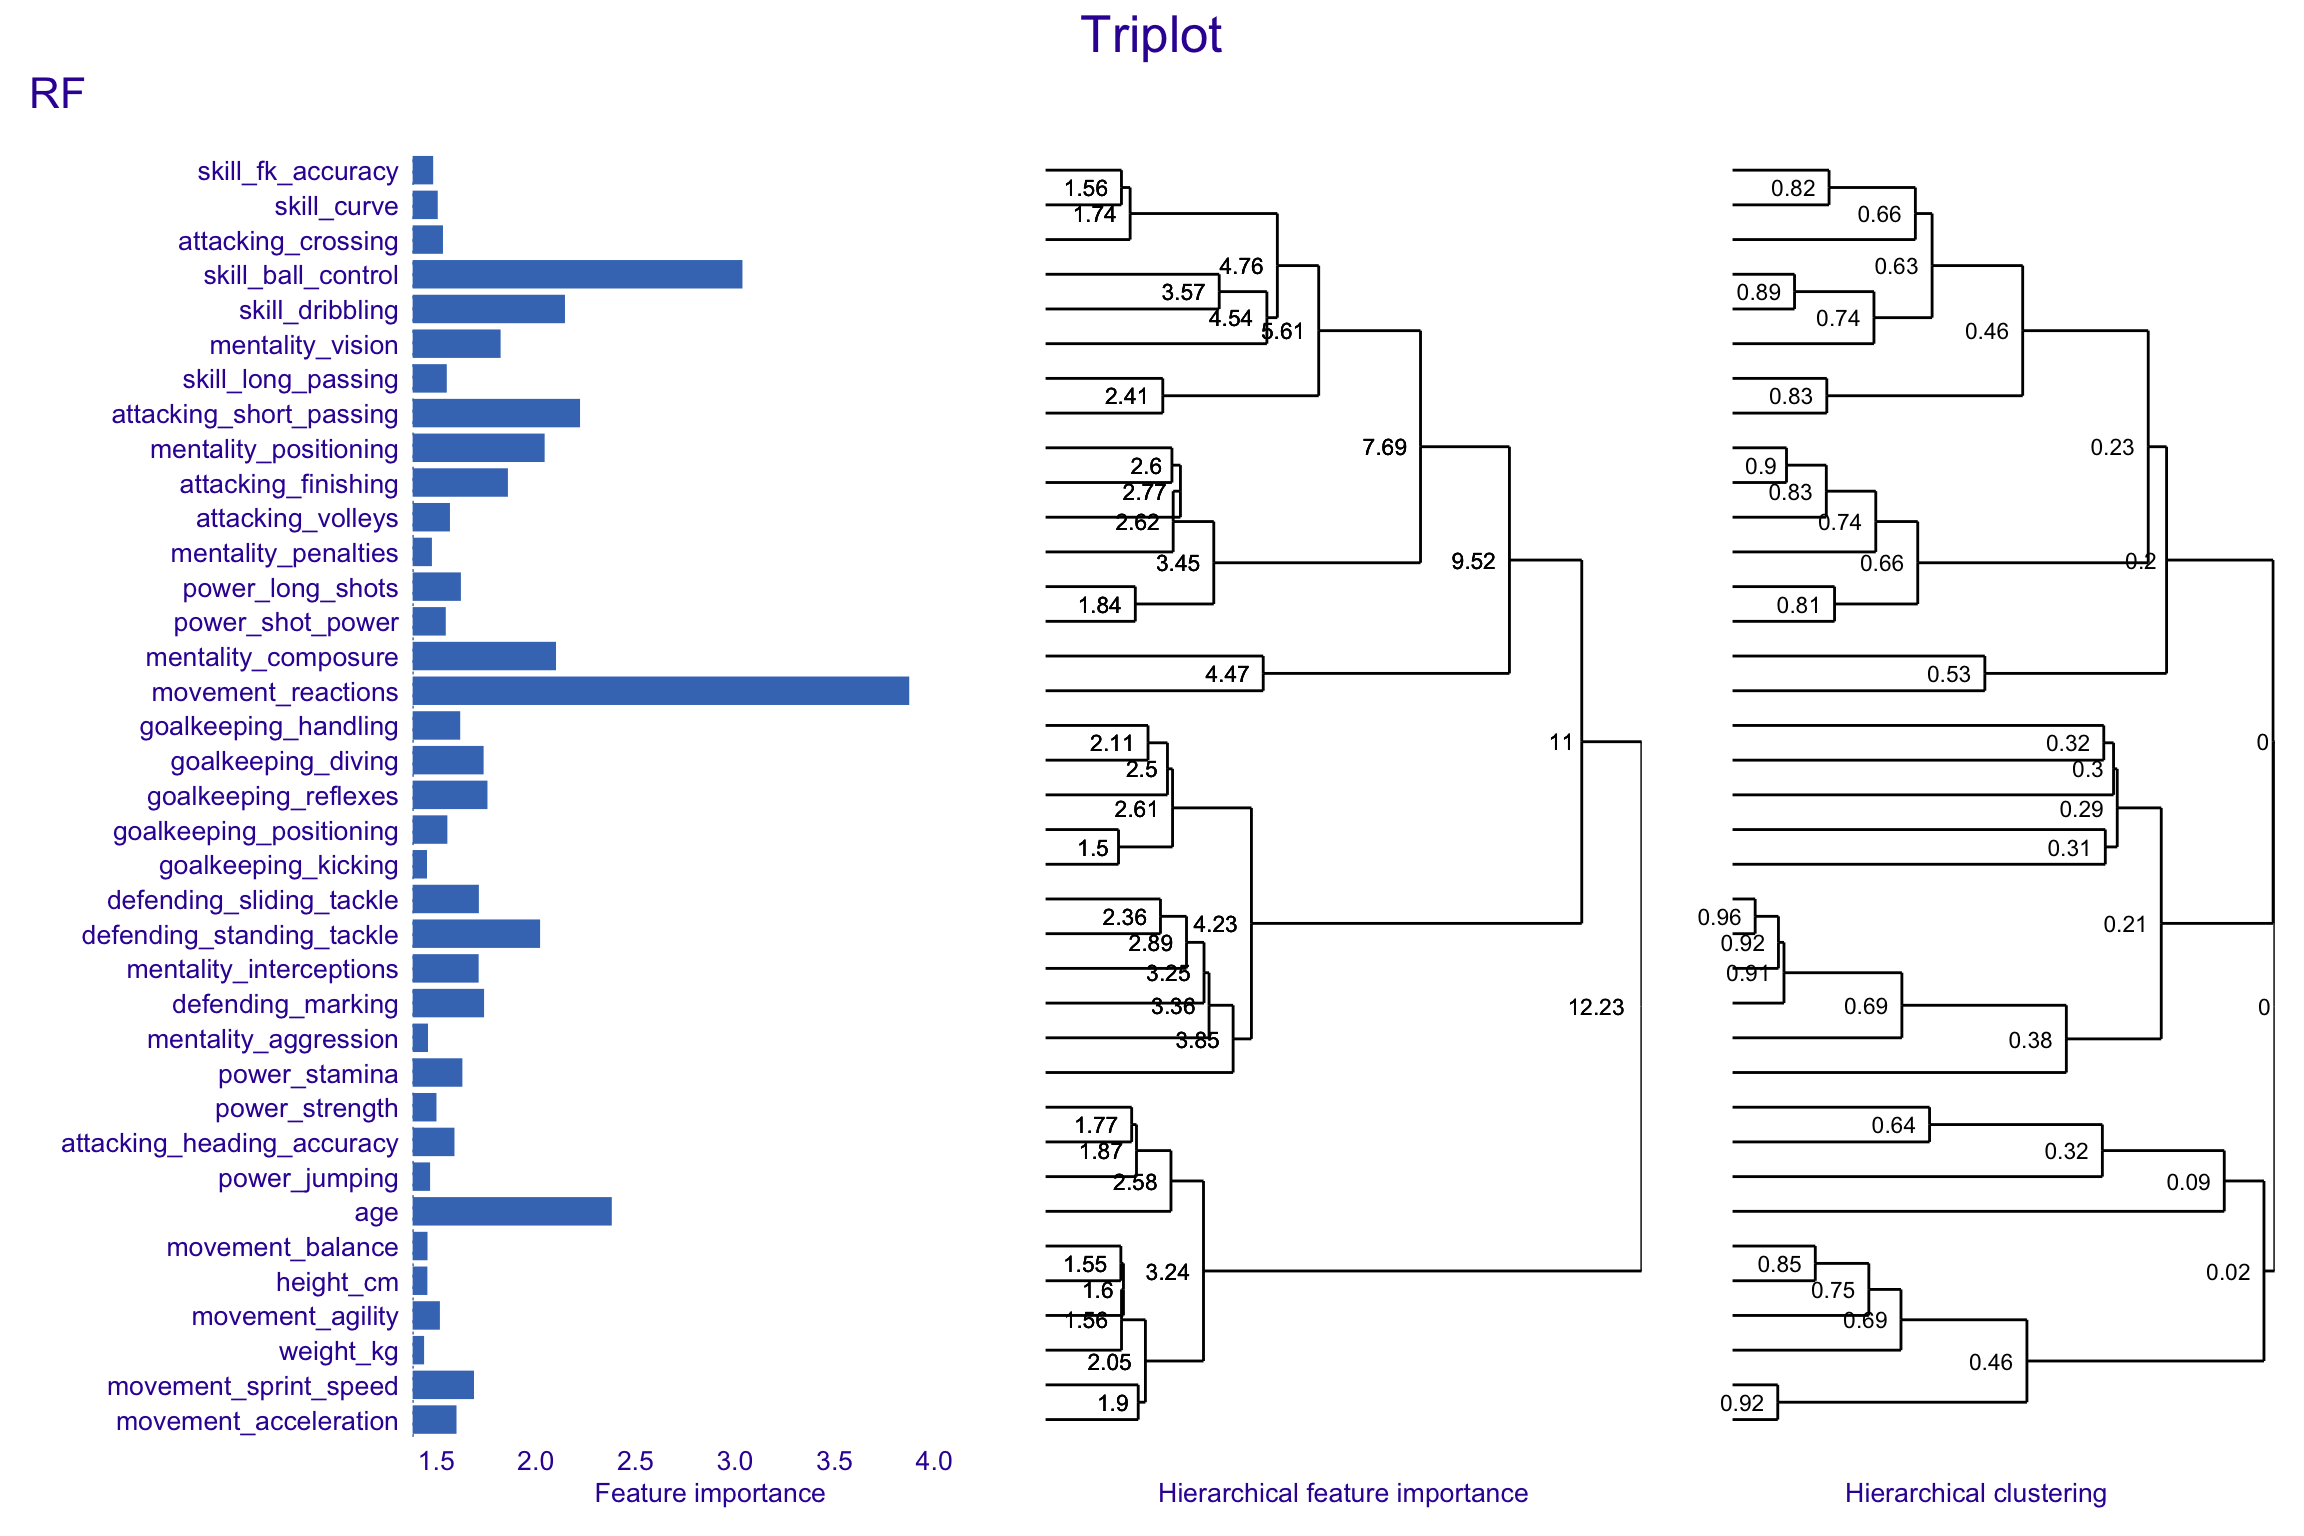 Triplot
RF
skill_fk_accuracy
skill_curve
attacking_crossing
skill_ball_control
skill_dribbling
mentality_vision
skill_long_passing
attacking_short_passing
mentality_positioning
attacking_finishing
attacking_volleys
mentality_penalties
power_long_shots
power_shot_power
mentality_composure
movement_reactions
goalkeeping_handling
goalkeeping_diving
goalkeeping_reflexes
goalkeeping_positioning
goalkeeping_kicking
defending_sliding_tackle
defending_standing_tackle
mentality_interceptions
defending_marking
mentality_aggression
power_stamina
power_strength
attacking_heading_accuracy
power_jumping
age
movement_balance
height_cm
movement_agility
weight_kg
movement_sprint_speed
movement_acceleration
1.5 2.0 2.5 3.0 3.5 4.0
Feature importance
1.56
1.74
4.76
3.57
4.54
5.61
2.41
7.69
2.6
2.77
2.62
3.45
9.52
1.84
4.47
2.11
11
2.5
2.61
1.5
2.36
4.23
2.89
3.25
3.36
12.23
3.85
1.77
1.87
2.58
1.55
3.24
1.6
1.56
2.05
1.9
Hierarchical feature importance
0.82
0.66
0.63
0.89
0.74
0.46
0.83
0.23
0.9
0.83
0.74
0.66
0.2
0.81
0.53
0.32
0
0.3
0.29
0.31
0.96
0.21
0.92
0.91
0.69
0
0.38
0.64
0.32
0.09
0.85
0.02
0.75
0.69
0.46
0.92
Hierarchical clustering